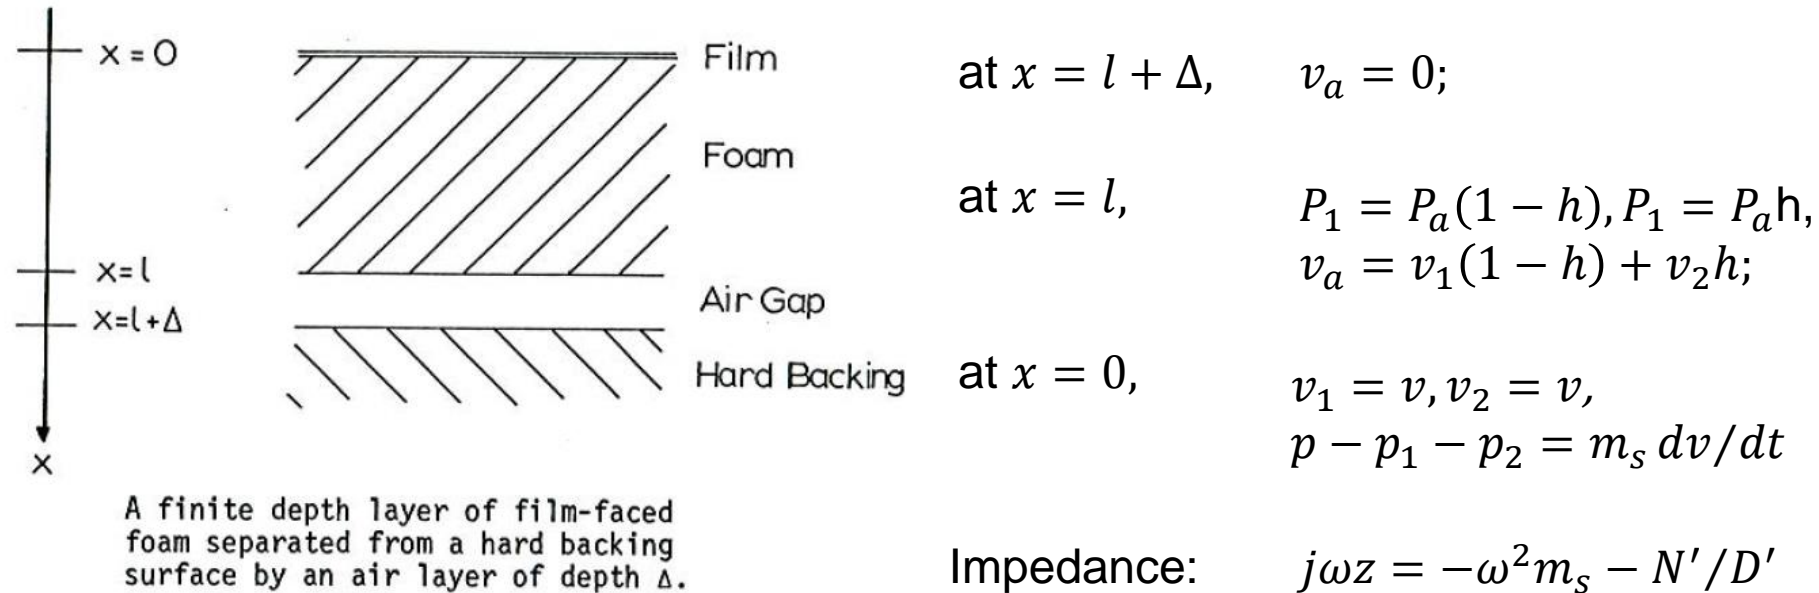 x = 0
Film
Foam
x=l
Air Gap
x=l+Δ
Hard Backing
x
A finite depth layer of film-faced
foam separated from a hard backing
surface by an air layer of depth Δ.
at x = l + Δ, v_a = 0;
at x = l, P_1 = P_a(1 − h), P_1 = P_ah,
v_a = v_1(1 − h) + v_2h;
at x = 0, v_1 = v, v_2 = v,
p − p_1 − p_2 = m_s dv/dt
Impedance: jωz = −ω²m_s − N′/D′